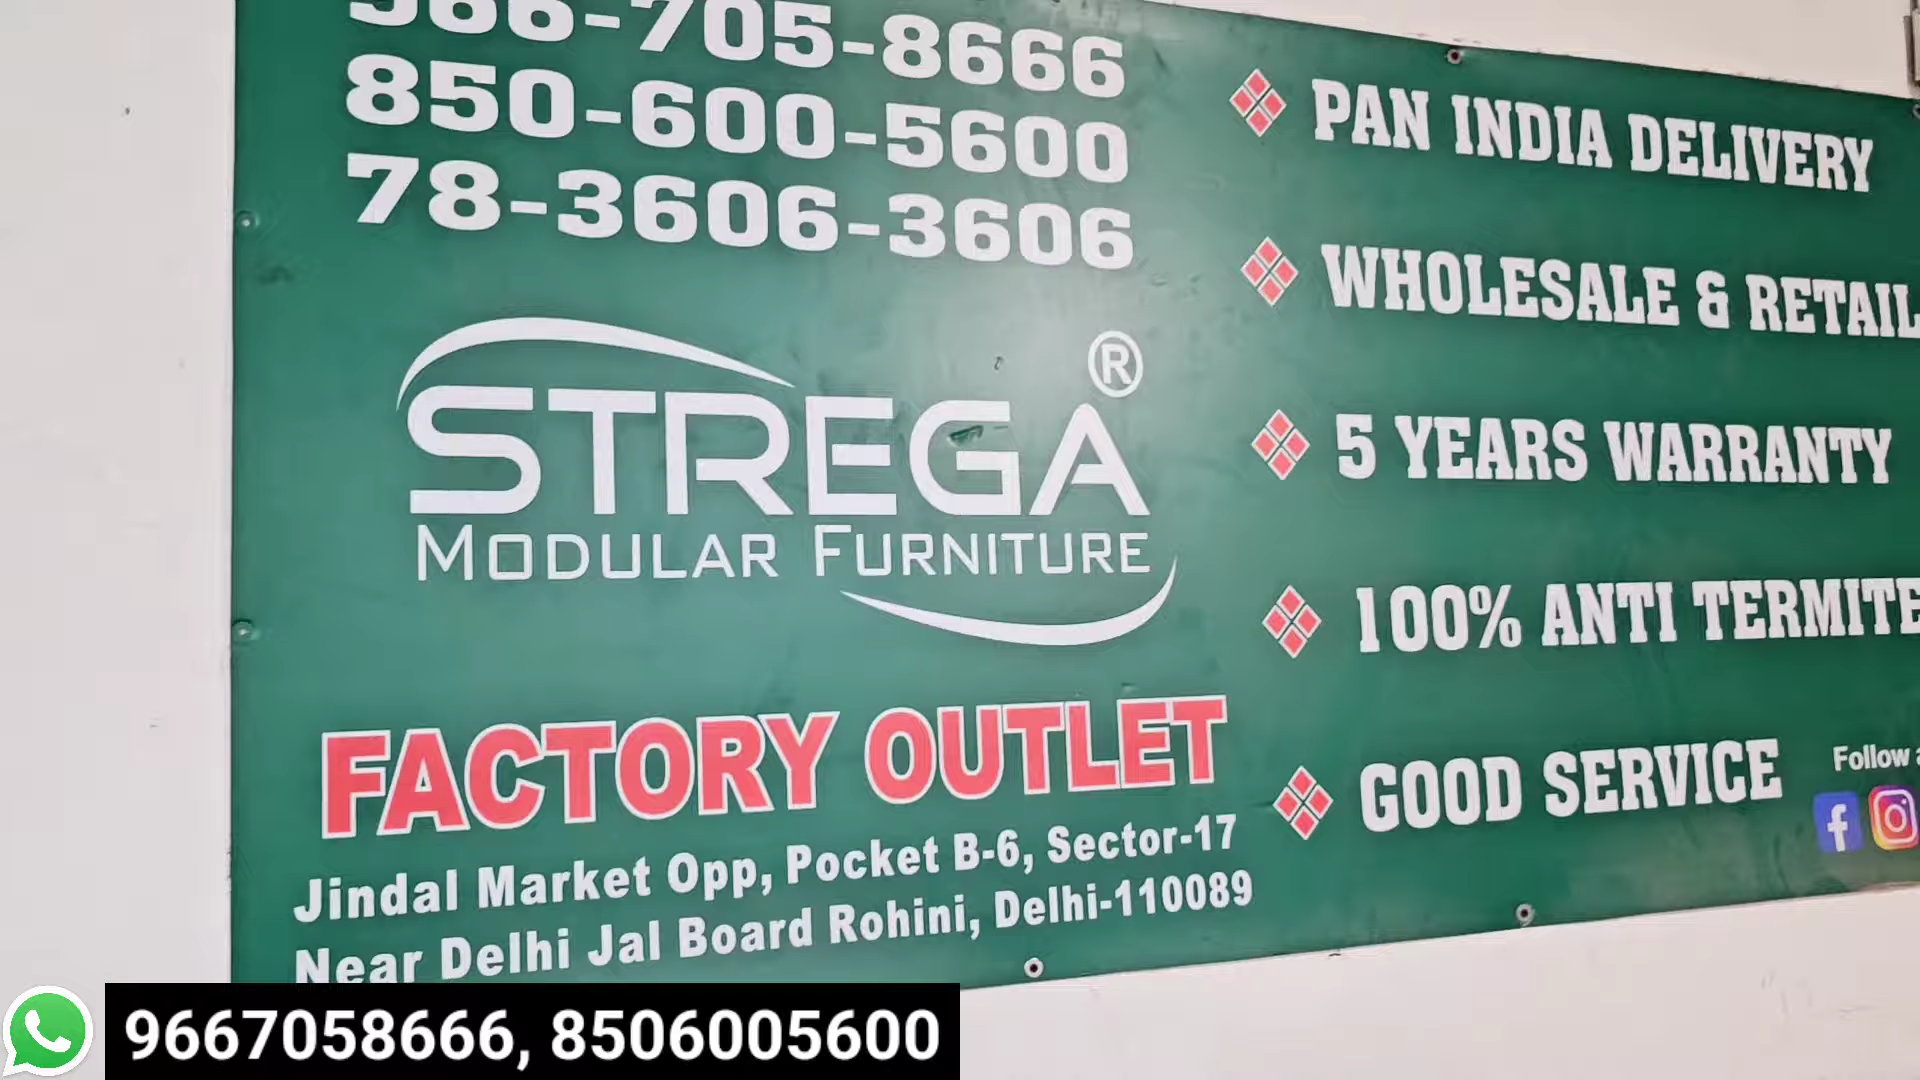 966-705-8666
850-600-5600
78-3606-3606
STREGA®
MODULAR FURNITURE
FACTORY OUTLET
Jindal Market Opp, Pocket B-6, Sector-17
Near Delhi Jal Board Rohini, Delhi-110089
PAN INDIA DELIVERY
WHOLESALE & RETAIL
5 YEARS WARRANTY
100% ANTI TERMITE
GOOD SERVICE
Follow
9667058666, 8506005600